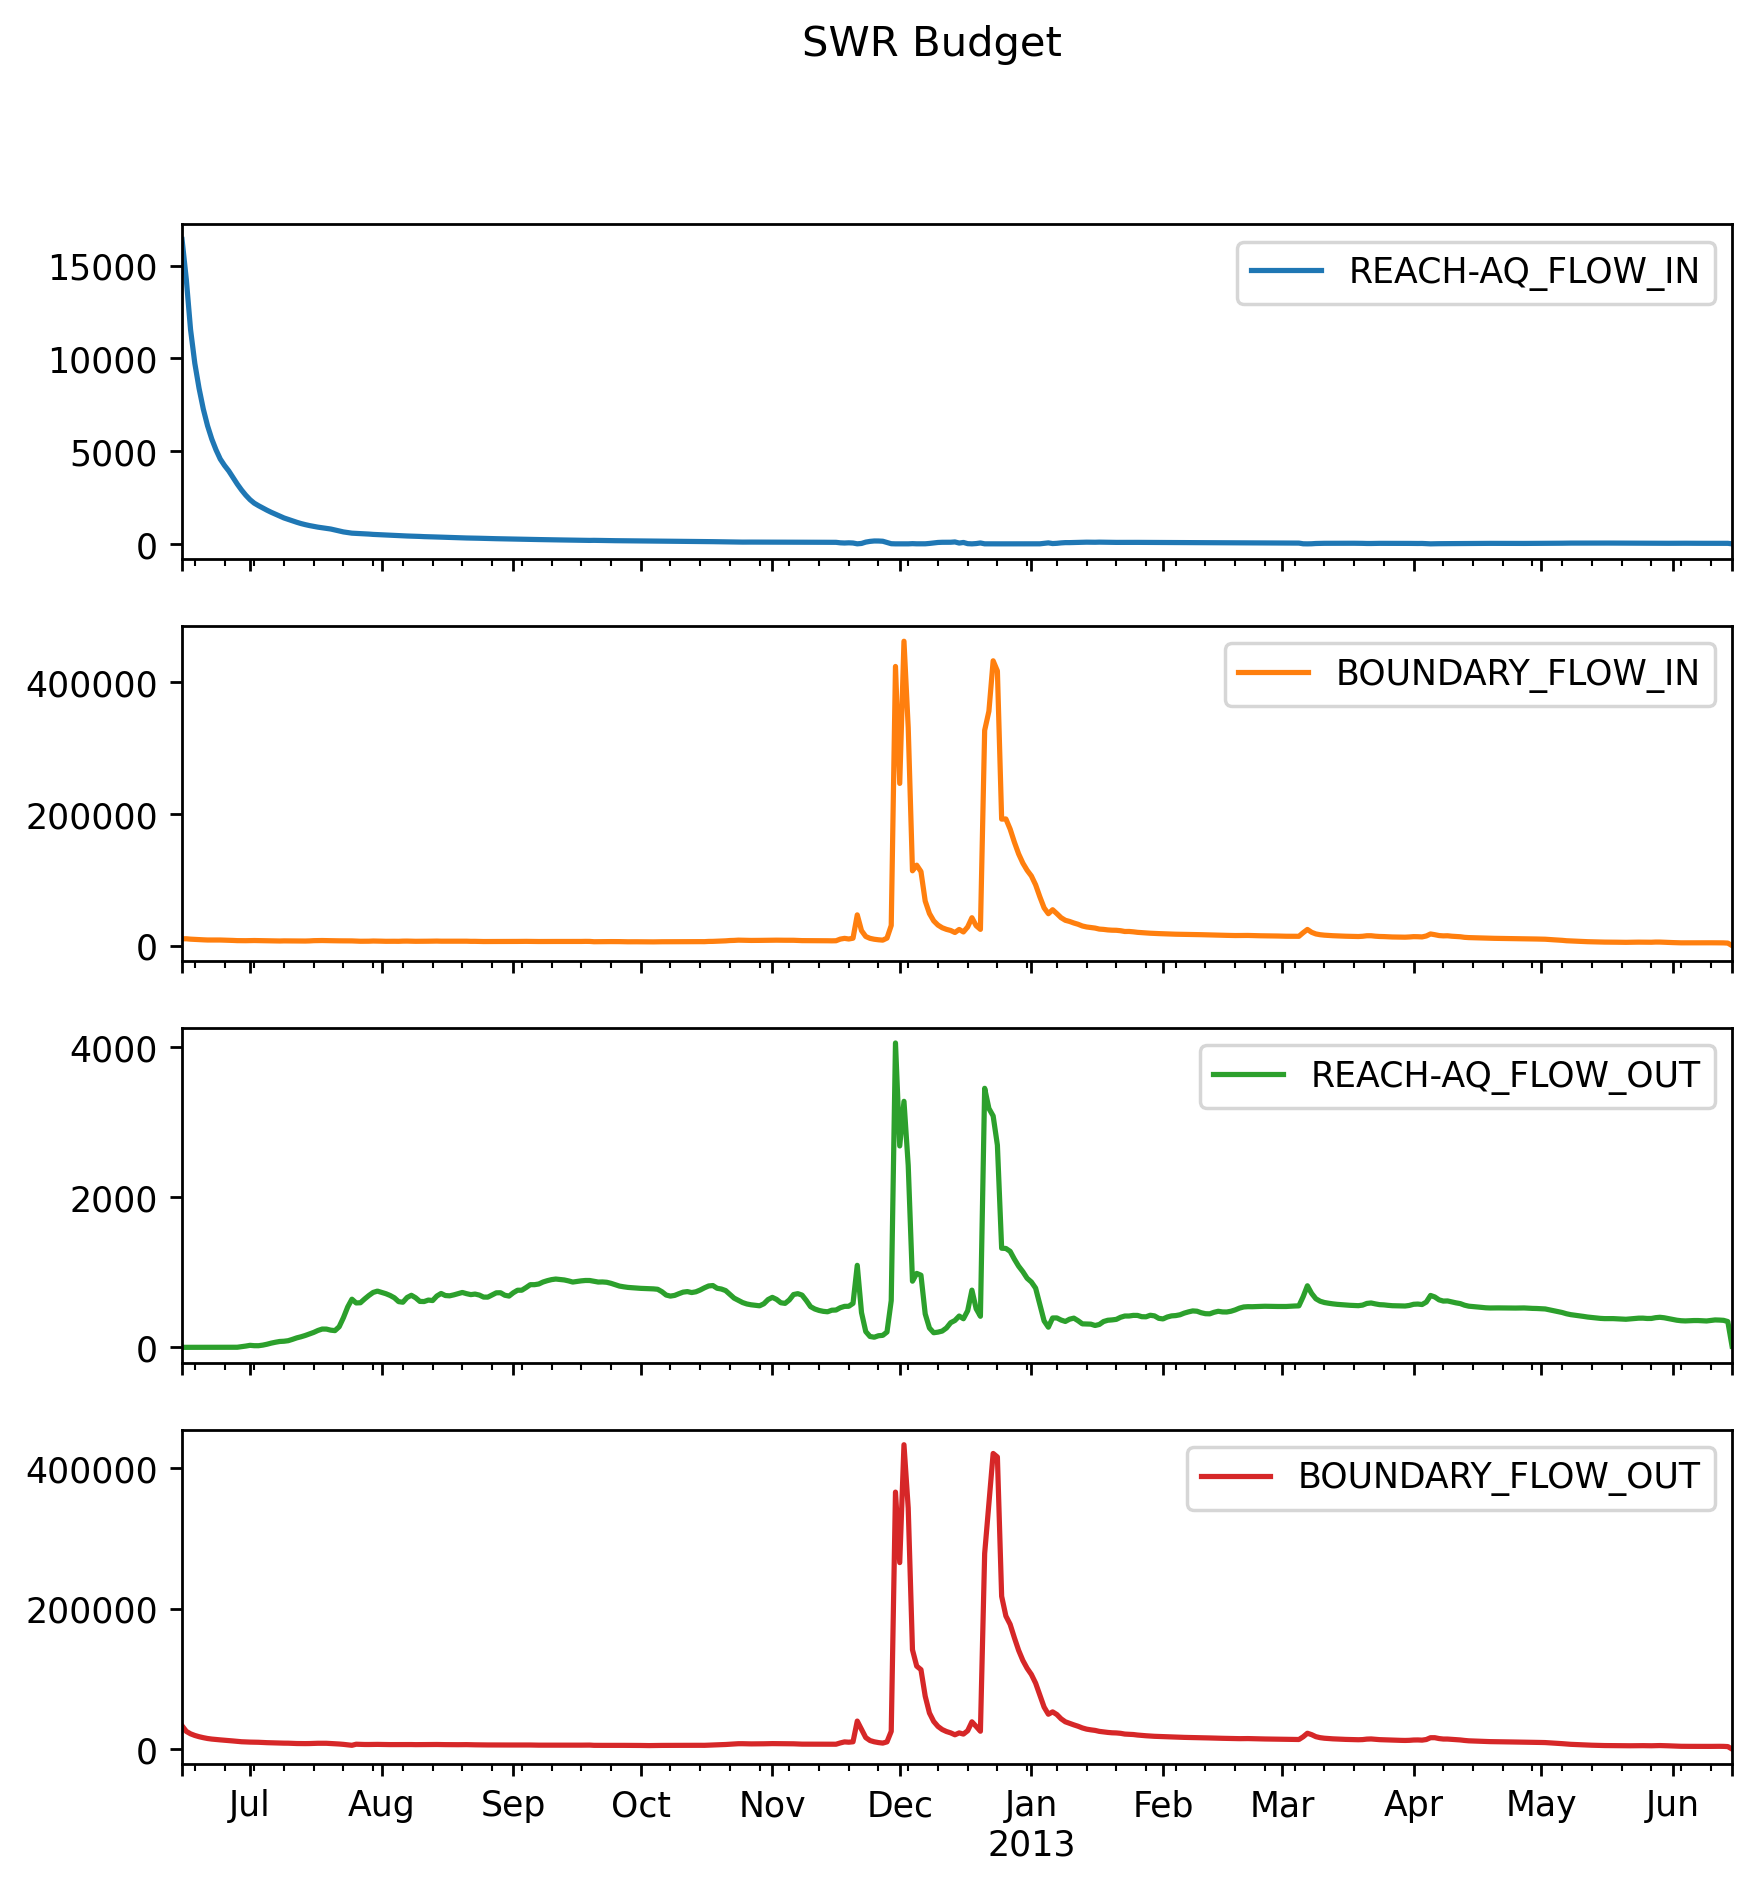 SWR Budget
15000
10000
5000
0
REACH-AQ_FLOW_IN
400000
200000
0
BOUNDARY_FLOW_IN
4000
2000
0
REACH-AQ_FLOW_OUT
400000
200000
0
BOUNDARY_FLOW_OUT
Jul Aug Sep Oct Nov Dec Jan Feb Mar Apr May Jun
2013